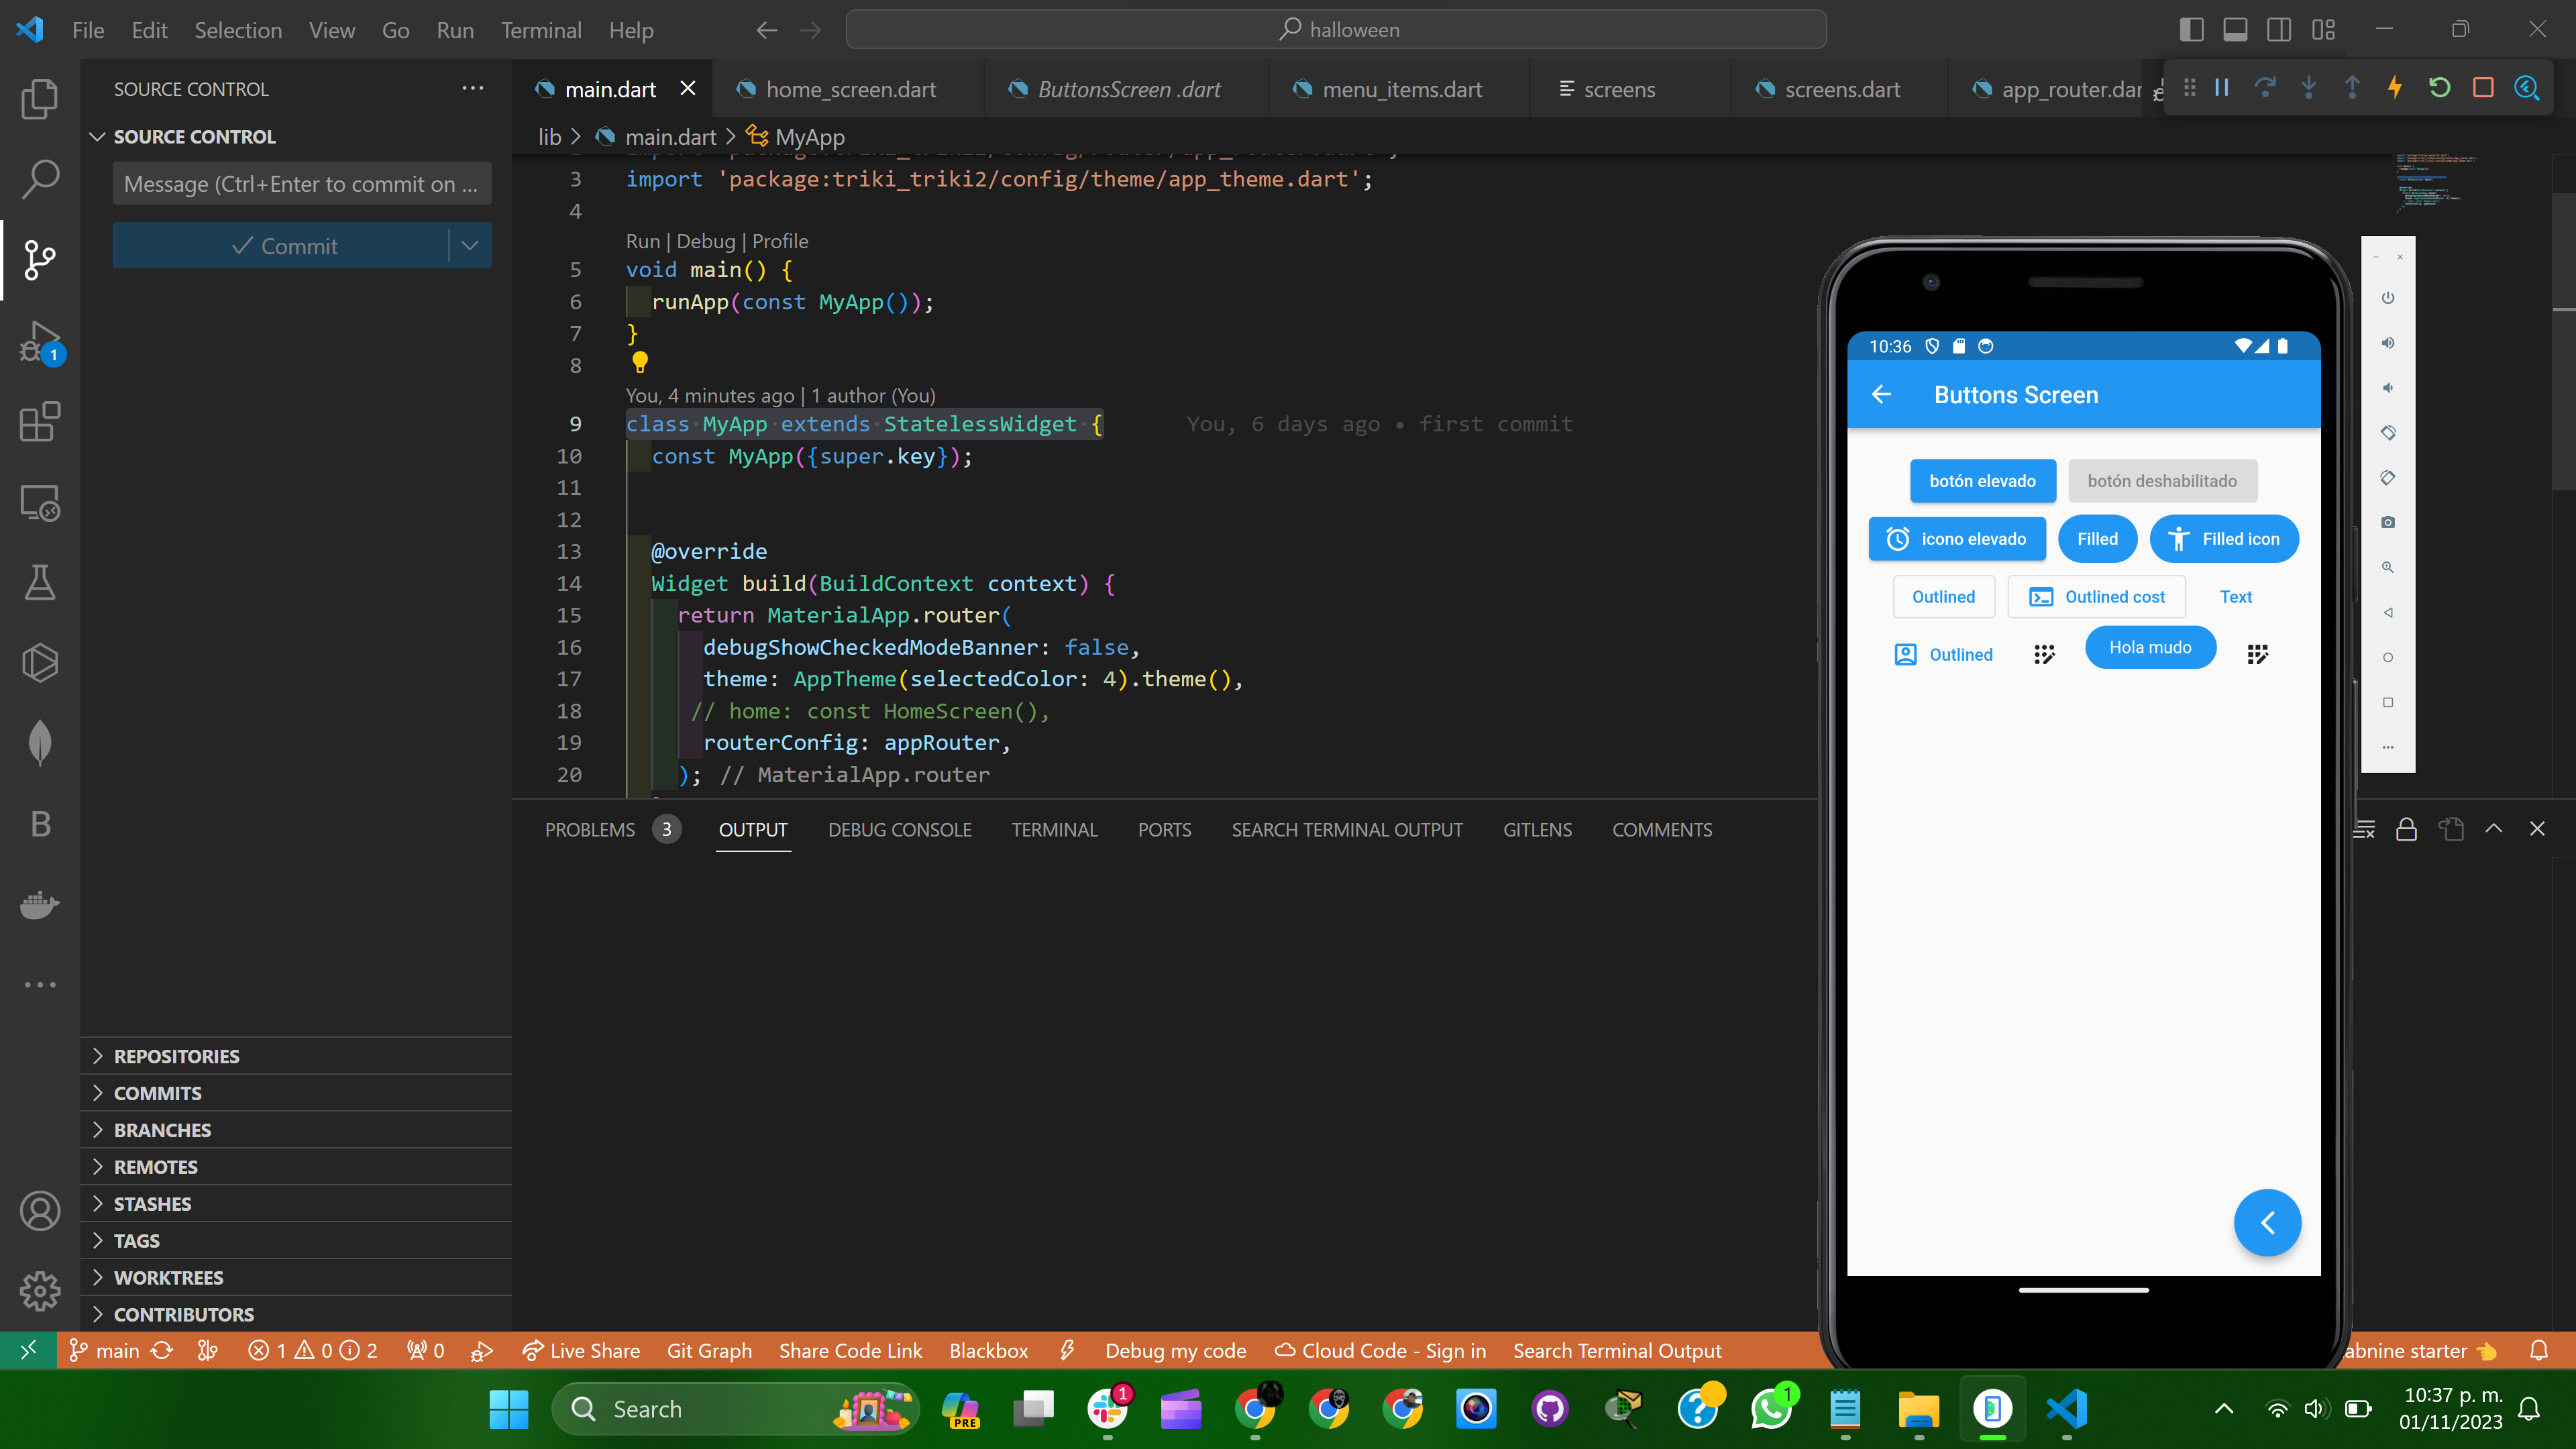 File Edit Selection View Go Run Terminal Help
halloween
SOURCE CONTROL
SOURCE CONTROL
Message (Ctrl+Enter to commit on ...
Commit
1
REPOSITORIES
COMMITS
BRANCHES
REMOTES
STASHES
TAGS
WORKTREES
CONTRIBUTORS
main.dart home_screen.dart ButtonsScreen .dart menu_items.dart screens screens.dart app_router.dar
lib > main.dart > MyApp
3 import 'package:triki_triki2/config/theme/app_theme.dart';
4
Run | Debug | Profile
5 void main() {
6 runApp(const MyApp());
7 }
8
You, 4 minutes ago | 1 author (You)
9 class MyApp extends StatelessWidget { You, 6 days ago • first commit
10 const MyApp({super.key});
11
12
13 @override
14 Widget build(BuildContext context) {
15 return MaterialApp.router(
16 debugShowCheckedModeBanner: false,
17 theme: AppTheme(selectedColor: 4).theme(),
18 // home: const HomeScreen(),
19 routerConfig: appRouter,
20 ); // MaterialApp.router
PROBLEMS 3 OUTPUT DEBUG CONSOLE TERMINAL PORTS SEARCH TERMINAL OUTPUT GITLENS COMMENTS
10:36
Buttons Screen
botón elevado botón deshabilitado
icono elevado Filled Filled icon
Outlined Outlined cost Text
Outlined Hola mudo
B
main 1 0 2 0 Live Share Git Graph Share Code Link Blackbox Debug my code Cloud Code - Sign in Search Terminal Output abnine starter
Search PRE 1 1 10:37 p. m.
01/11/2023